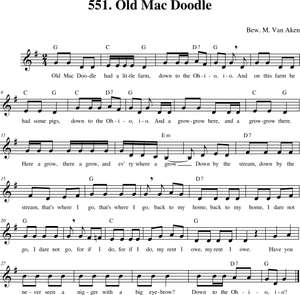 551. Old Mac Doodle
Bew. M. Van Aken
G C G D7 G
Old Mac Doo-dle had a lit-tle farm, down to the Oh - i - o, i-o. And on this farm he
6 C G D7 G
had some pigs, down to the Oh - i - o, i - o. And a grow-grow here, and a grow-grow there.
11 Em D7
Here a grow, there a grow, and ev' ry where a grow. Down by the stream, down by the
15 G C D7
stream, that's where I go, that's where I go, back to my home, back to my home, I dare not
20 G C G
go, I dare not go, for if I do, for if I do, my rent I owe, my rent I owe. Have you
27 D7 G
ne - ver seen a nig - ger with a big eye-brow? Down to the Oh - i - o, i - o?